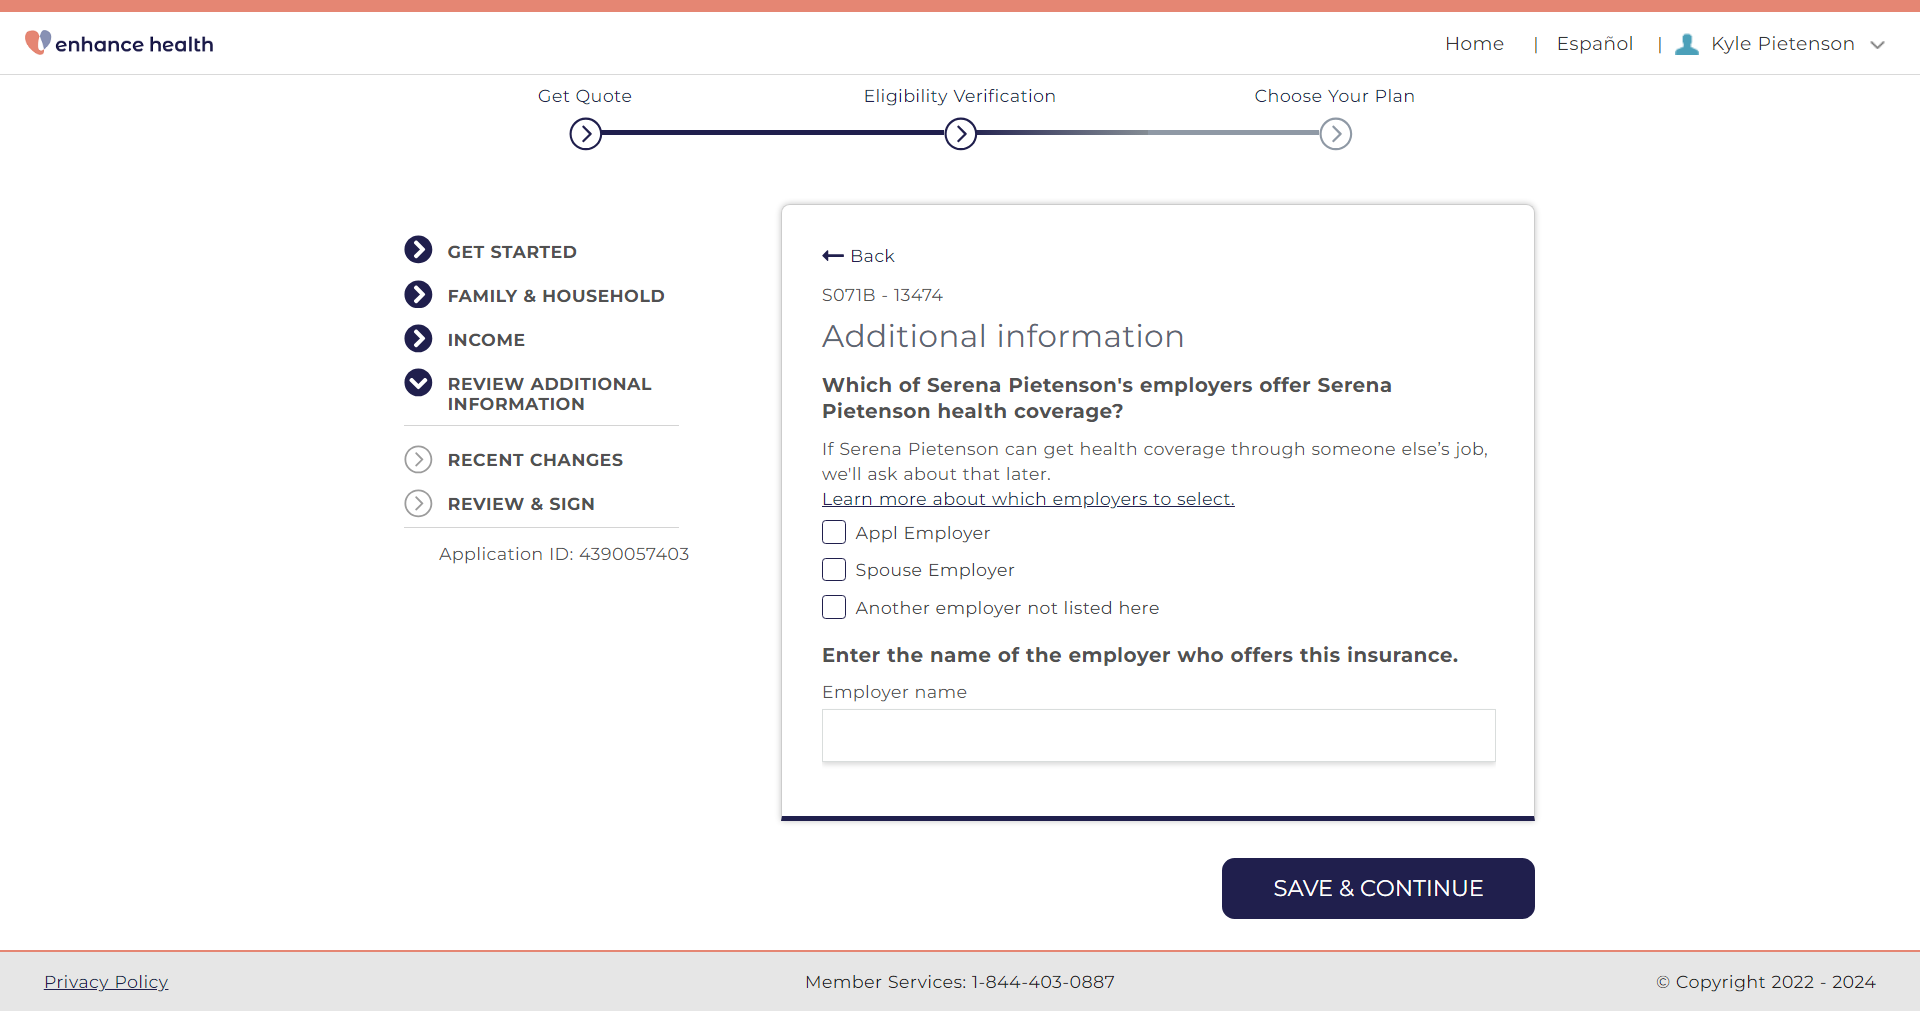 enhance health
Home | Español | Kyle Pietenson
Get Quote
Eligibility Verification
Choose Your Plan
GET STARTED
FAMILY & HOUSEHOLD
INCOME
REVIEW ADDITIONAL
INFORMATION
RECENT CHANGES
REVIEW & SIGN
Application ID: 4390057403
Back
S071B - 13474
Additional information
Which of Serena Pietenson's employers offer Serena
Pietenson health coverage?
If Serena Pietenson can get health coverage through someone else’s job,
we'll ask about that later.
Learn more about which employers to select.
Appl Employer
Spouse Employer
Another employer not listed here
Enter the name of the employer who offers this insurance.
Employer name
SAVE & CONTINUE
Privacy Policy
Member Services: 1-844-403-0887
© Copyright 2022 - 2024